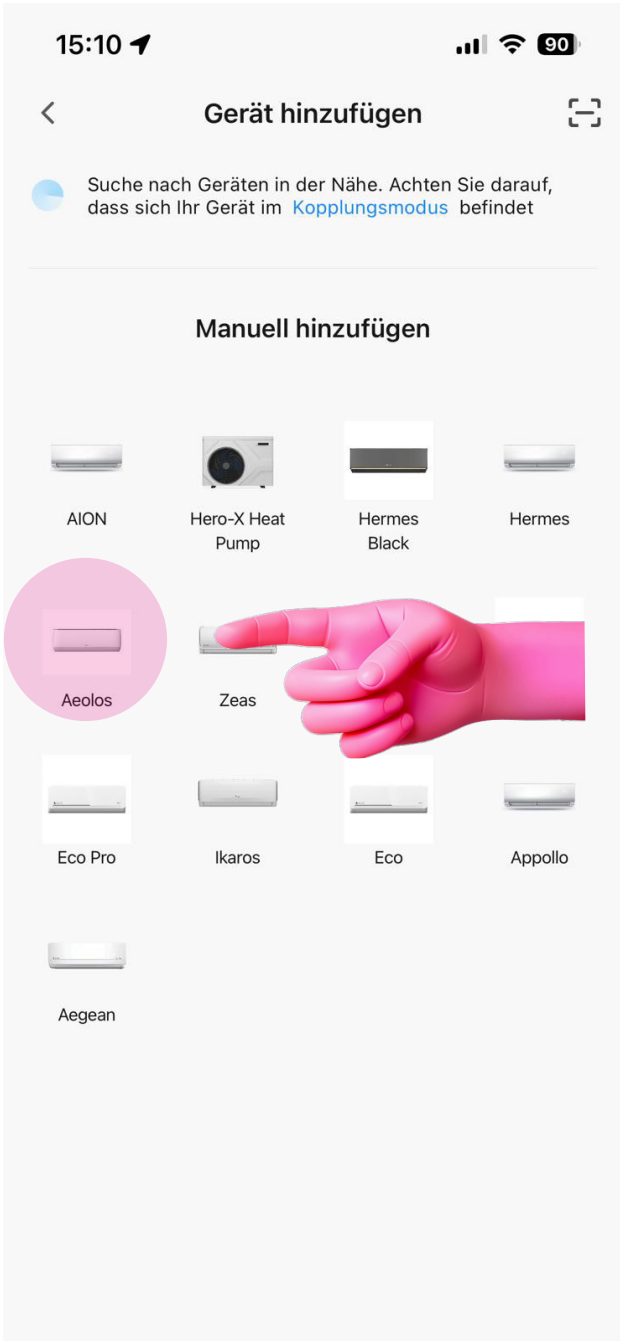 15:10
90
Gerät hinzufügen
Suche nach Geräten in der Nähe. Achten Sie darauf,
dass sich Ihr Gerät im Kopplungsmodus befindet
Manuell hinzufügen
AION
Hero-X Heat
Pump
Hermes
Black
Hermes
Aeolos
Zeas
Eco Pro
Ikaros
Eco
Appollo
Aegean